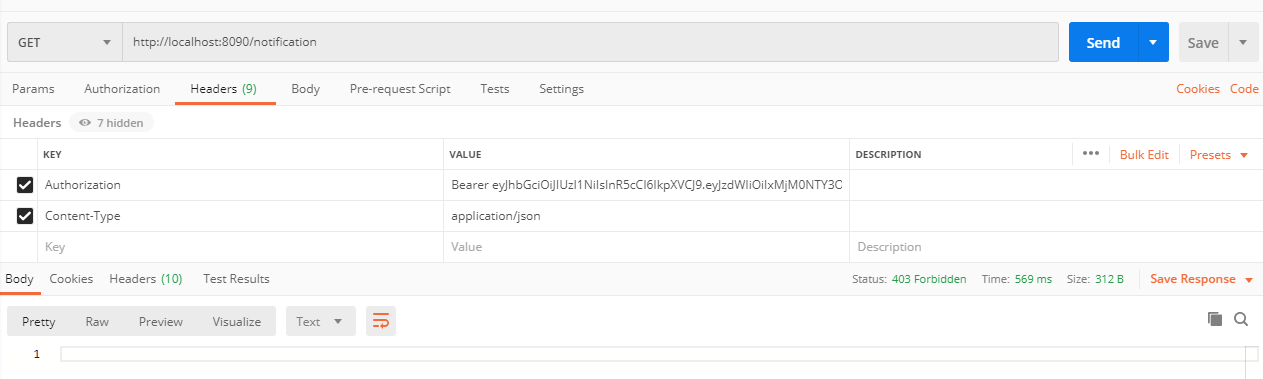 GET http://localhost:8090/notification Send Save
Params Authorization Headers (9) Body Pre-request Script Tests Settings Cookies Code
Headers 7 hidden
KEY VALUE DESCRIPTION ••• Bulk Edit Presets
Authorization Bearer eyJhbGciOiJIUzI1NiIsInR5cCI6IkpXVCJ9.eyJzdWIiOiIxMjM0NTY3O
Content-Type application/json
Key Value Description
Body Cookies Headers (10) Test Results Status: 403 Forbidden Time: 569 ms Size: 312 B Save Response
Pretty Raw Preview Visualize Text
1